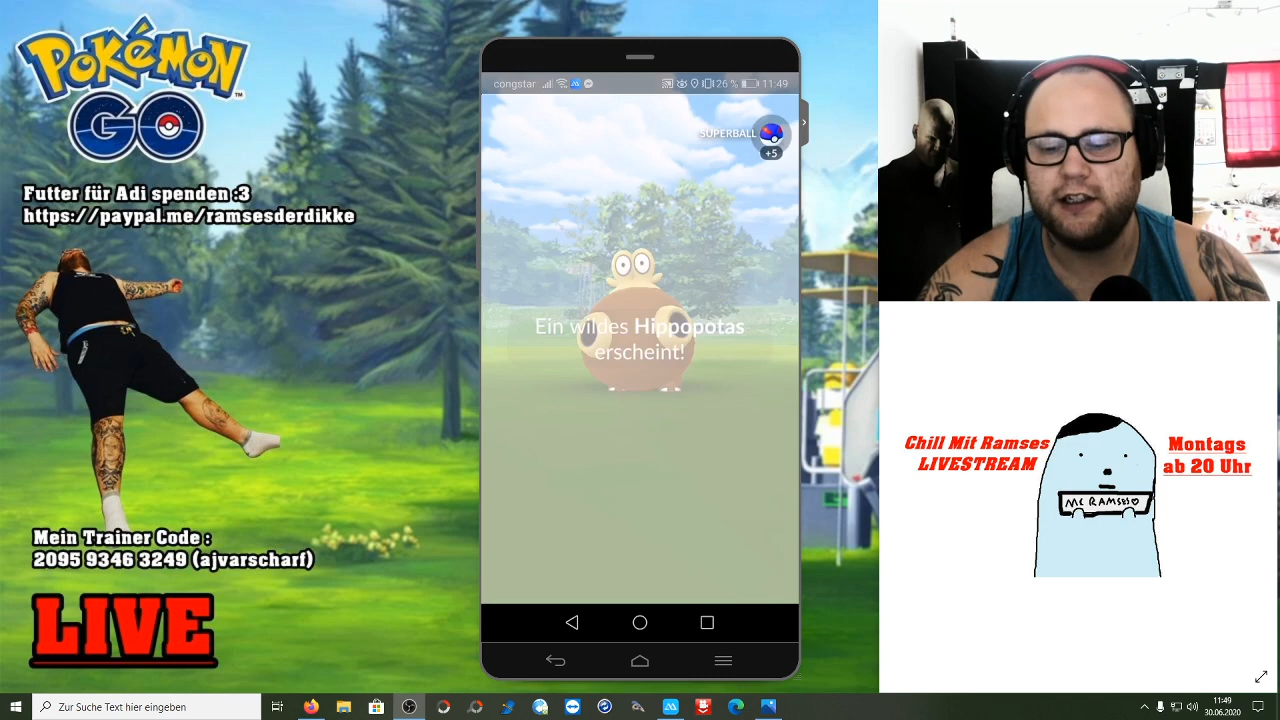 POKÉMON
GO
Futter für Adi spenden :3
https://paypal.me/ramsesderdikke
Mein Trainer Code :
2095 9346 3249 (ajvarscharf)
LIVE
congstar
26 %
11:49
SUPERBALL
+5
Ein wildes Hippopotas
erscheint!
Chill Mit Ramses
LIVESTREAM
Montags
ab 20 Uhr
MC RAMSES
Zur Suche Text hier eingeben
11:49
30.06.2020